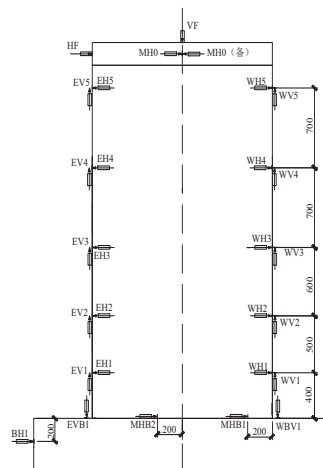 VF
HF
MH0
MH0（备）
EV5
EH5
WH5
WV5
700
EV4
EH4
WH4
WV4
700
EV3
EH3
WH3
WV3
600
EV2
EH2
WH2
WV2
500
EV1
EH1
WH1
WV1
400
200
200
BH1
200
EVB1
MHB2
MHB1
WBV1